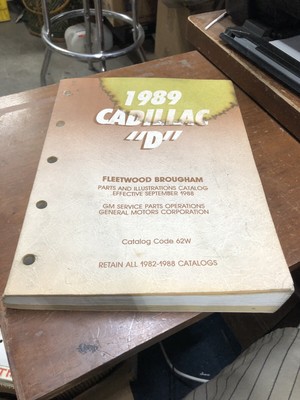 1989
CADILLAC
"D"
FLEETWOOD BROUGHAM
PARTS AND ILLUSTRATIONS CATALOG
EFFECTIVE SEPTEMBER 1988
GM SERVICE PARTS OPERATIONS
GENERAL MOTORS CORPORATION
Catalog Code 62W
RETAIN ALL 1982-1988 CATALOGS